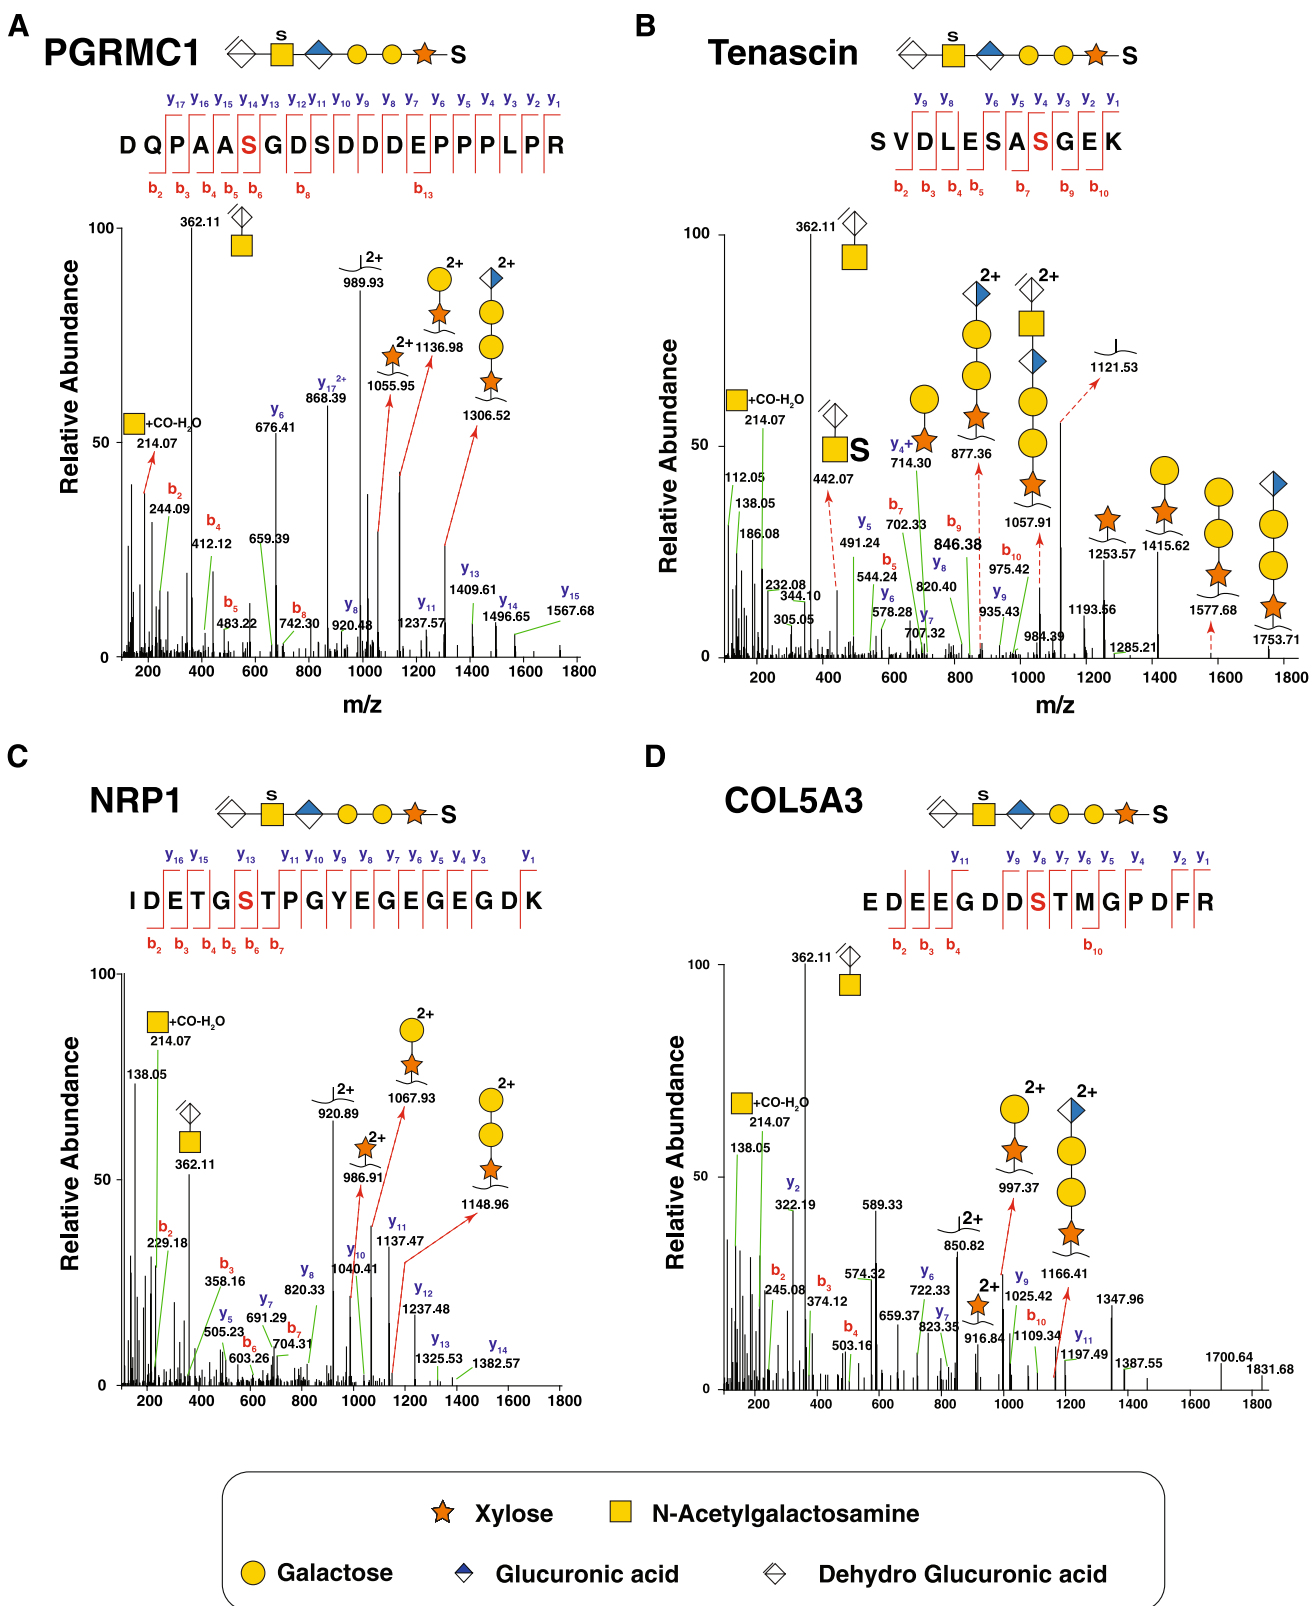 A
PGRMC1
S
S
y17 y16 y15 y14 y13 y12 y11 y10 y9 y8 y7 y6 y5 y4 y3 y2 y1
D Q P A A S G D S D D D E P P P L P R
b2 b3 b4 b5 b6 b8 b13
Relative Abundance
100
50
0
362.11
+CO-H2O
214.07
b2
244.09
b4
412.12
b5
483.22
659.39
y6
676.41
b8
742.30
y17 2+
868.39
y8
920.48
2+
989.93
2+
1055.95
2+
1136.98
2+
1306.52
y11
1237.57
y13
1409.61
y14
1496.65
y15
1567.68
200 400 600 800 1000 1200 1400 1600 1800
m/z
B
Tenascin
S
S
y9 y8 y6 y5 y4 y3 y2 y1
S V D L E S A S G E K
b2 b3 b4 b5 b7 b9 b10
Relative Abundance
100
50
0
362.11
+CO-H2O
214.07
112.05
138.05
186.08
232.08
305.05
344.10
S
442.07
y5
491.24
b5
544.24
y6
578.28
b7
702.33
y7
707.32
y4+
714.30
y8
820.40
b9
846.38
2+
877.36
y9
935.43
b10
975.42
984.39
2+
1057.91
1121.53
1193.56
1253.57
1285.21
1415.62
1577.68
1753.71
200 400 600 800 1000 1200 1400 1600 1800
m/z
C
NRP1
S
S
y16 y15 y13 y11 y10 y9 y8 y7 y6 y5 y4 y3 y1
I D E T G S T P G Y E G E G E G D K
b2 b3 b4 b5 b6 b7
Relative Abundance
100
50
0
+CO-H2O
214.07
138.05
362.11
b2
229.18
b3
358.16
y5
505.23
b6
603.26
y7
691.29
b7
704.31
y8
820.33
2+
920.89
2+
986.91
y10
1040.41
2+
1067.93
y11
1137.47
2+
1148.96
y12
1237.48
y13
1325.53
y14
1382.57
200 400 600 800 1000 1200 1400 1600 1800
D
COL5A3
S
S
y11 y9 y8 y7 y6 y5 y4 y2 y1
E D E E G D D S T M G P D F R
b2 b3 b4 b10
Relative Abundance
100
50
0
362.11
+CO-H2O
214.07
138.05
b2
245.08
y2
322.19
b3
374.12
b4
503.16
574.32
589.33
659.37
y6
722.33
y7
823.35
2+
850.82
2+
916.84
2+
997.37
y9
1025.42
b10
1109.34
2+
1166.41
y11
1197.49
1347.96
1387.55
1700.64
1831.68
200 400 600 800 1000 1200 1400 1600 1800
Xylose N-Acetylgalactosamine
Galactose Glucuronic acid Dehydro Glucuronic acid